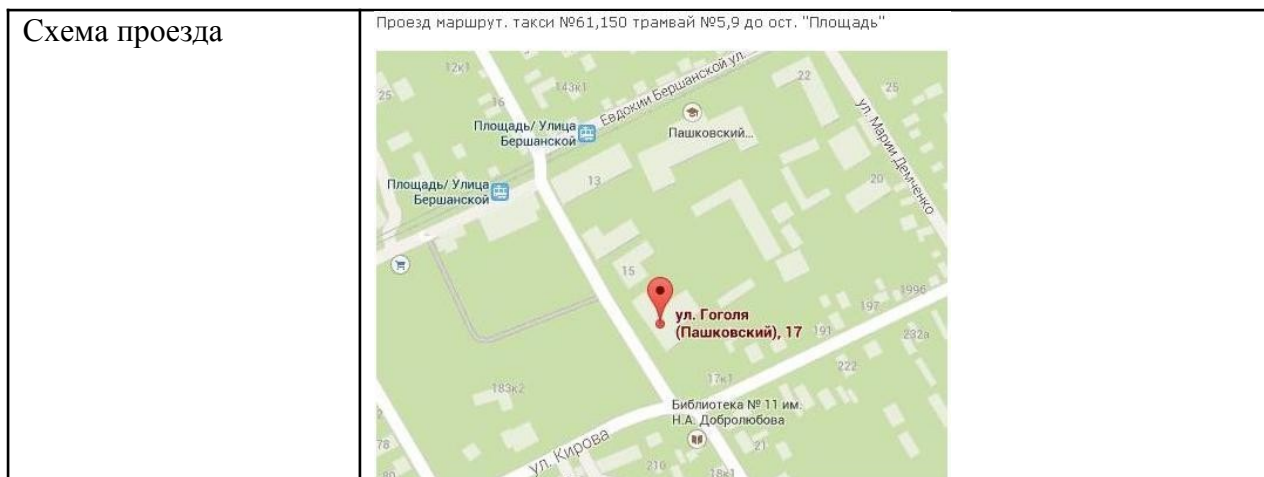 Схема проезда
Проезд маршрут. такси №61,150 трамвай №5,9 до ост. "Площадь"
12к1
143к1
22
25
25
16
Евдокии Бершанской ул.
Площадь/ Улица
Бершанской
Пашковский...
ул. Марии Демченко
Площадь/ Улица
Бершанской
13
20
15
ул. Гоголя
(Пашковский), 17
197
199б
191
232а
222
17к1
183к2
Библиотека № 11 им.
Н.А. Добролюбова
ул. Кирова
21
78
210
18к1
80